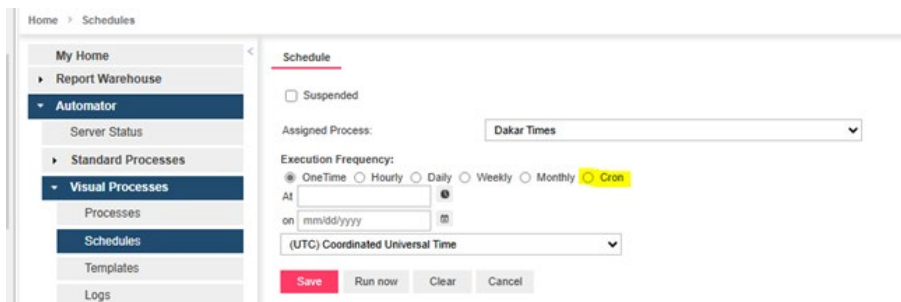 Home > Schedules
My Home
Report Warehouse
Automator
Server Status
Standard Processes
Visual Processes
Processes
Schedules
Templates
Logs
Schedule
Suspended
Assigned Process: Dakar Times
Execution Frequency:
OneTime Hourly Daily Weekly Monthly Cron
At
on mm/dd/yyyy
(UTC) Coordinated Universal Time
Save Run now Clear Cancel